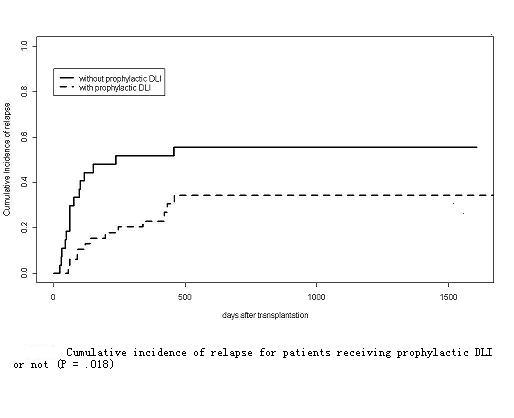 1.0
0.8
0.6
0.4
0.2
0.0
Cumulative incidence of relapse
without prophylactic DLI
with prophylactic DLI
0
500
1000
1500
days after transplantation
Cumulative incidence of relapse for patients receiving prophylactic DLI
or not (P = .018)